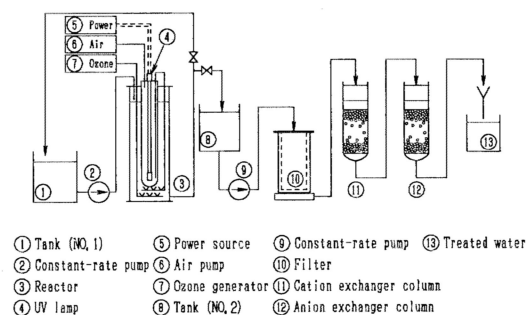 ⑤ Power
⑥ Air
⑦ Ozone
④
①
②
③
⑧
⑨
⑩
⑪
⑫
⑬
① Tank (NO,1) ⑤ Power source ⑨ Constant-rate pump ⑬ Treated water
② Constant-rate pump ⑥ Air pump ⑩ Filter
③ Reactor ⑦ Ozone generator ⑪ Cation exchanger column
④ UV lamp ⑧ Tank (NO,2) ⑫ Anion exchanger column